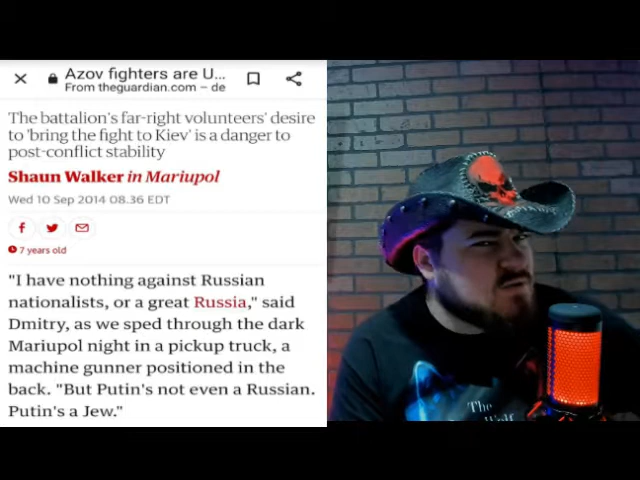 Azov fighters are U...
From theguardian.com – de
The battalion's far-right volunteers' desire
to 'bring the fight to Kiev' is a danger to
post-conflict stability
Shaun Walker in Mariupol
Wed 10 Sep 2014 08.36 EDT
7 years old
"I have nothing against Russian
nationalists, or a great Russia," said
Dmitry, as we sped through the dark
Mariupol night in a pickup truck, a
machine gunner positioned in the
back. "But Putin's not even a Russian.
Putin's a Jew."
The
Wolf